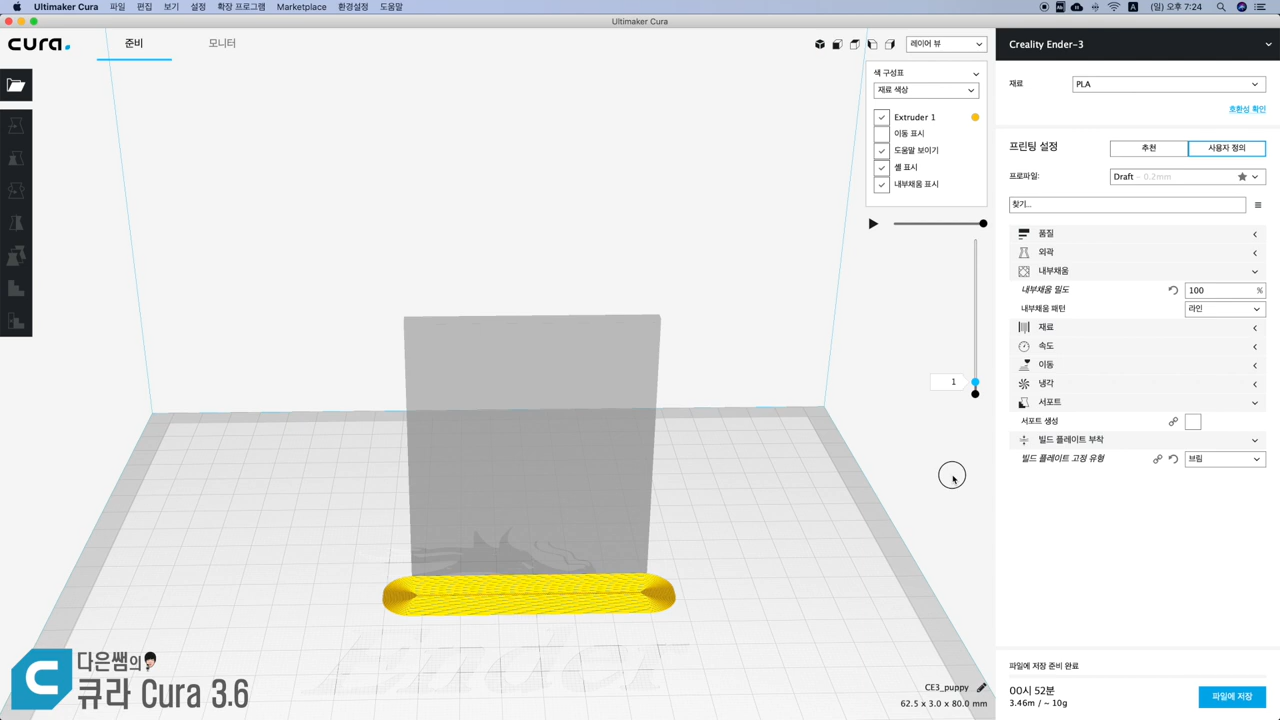 Ultimaker Cura 파일 편집 보기 설정 확장 프로그램 Marketplace 환경설정 도움말 A (일) 오후 7:24
Ultimaker Cura
cura. 준비 모니터 레이어 뷰 Creality Ender-3
색 구성표
재료 색상
Extruder 1
이동 표시
도움말 보이기
셸 표시
내부채움 표시
1
재료 PLA
호환성 확인
프린팅 설정 추천 사용자 정의
프로파일: Draft - 0.2mm
찾기...
품질
외곽
내부채움
내부채움 밀도 100 %
내부채움 패턴 라인
재료
속도
이동
냉각
서포트
서포트 생성
빌드 플레이트 부착
빌드 플레이트 고정 유형 브림
Ender
다은쌤의
큐라 Cura 3.6
CE3_puppy
62.5 x 3.0 x 80.0 mm
파일에 저장 준비 완료
00시 52분
3.46m / ~ 10g
파일에 저장